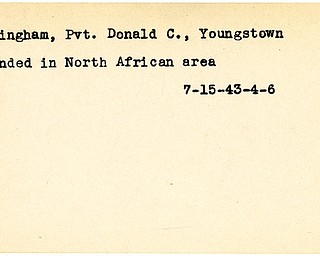 ingham, Pvt. Donald C., Youngstown
nded in North African area
7-15-43-4-6